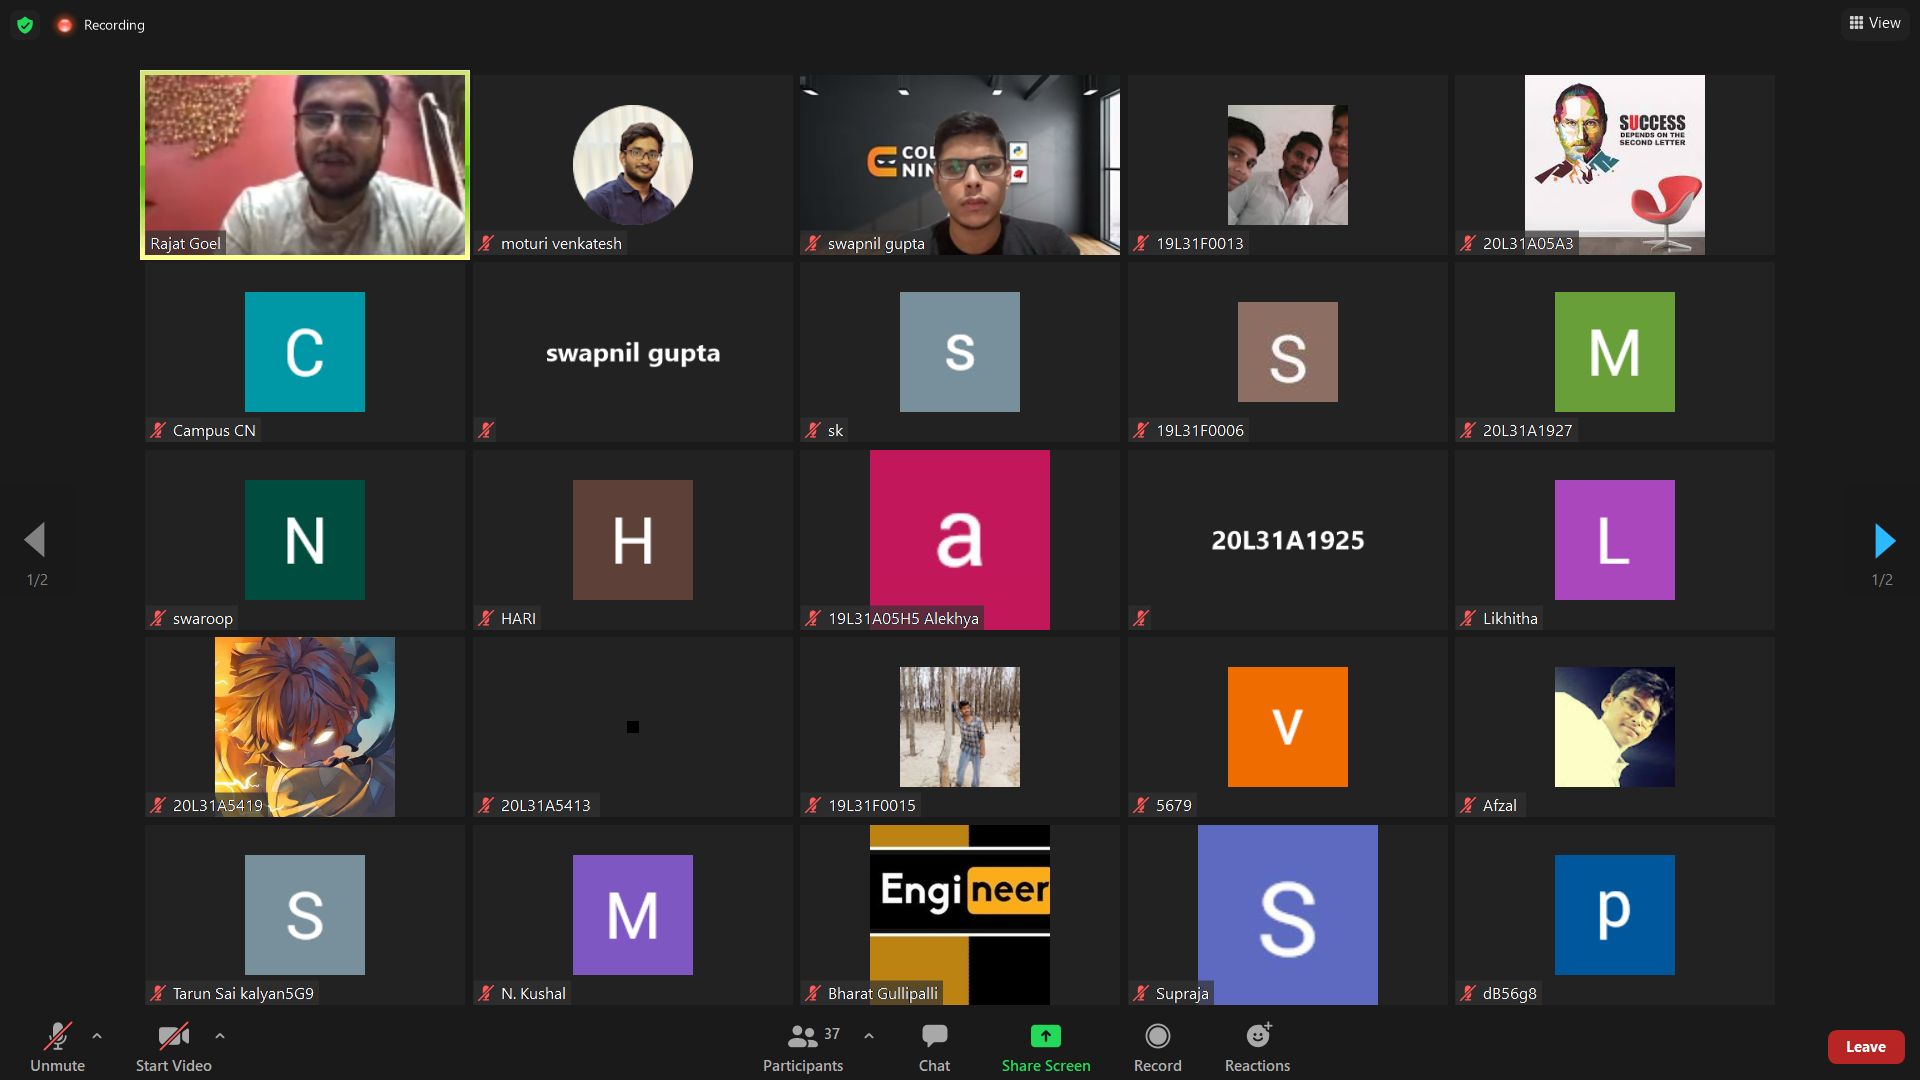 Recording
View
Rajat Goel
moturi venkatesh
swapnil gupta
19L31F0013
SUCCESS
DEPENDS ON THE
SECOND LETTER
20L31A05A3
C
Campus CN
swapnil gupta
s
sk
S
19L31F0006
M
20L31A1927
N
swaroop
H
HARI
a
19L31A05H5 Alekhya
20L31A1925
L
Likhitha
1/2
1/2
20L31A5419
20L31A5413
19L31F0015
v
5679
Afzal
S
Tarun Sai kalyan5G9
M
N. Kushal
Engineer
Bharat Gullipalli
S
Supraja
p
dB56g8
Unmute
Start Video
37
Participants
Chat
Share Screen
Record
Reactions
Leave